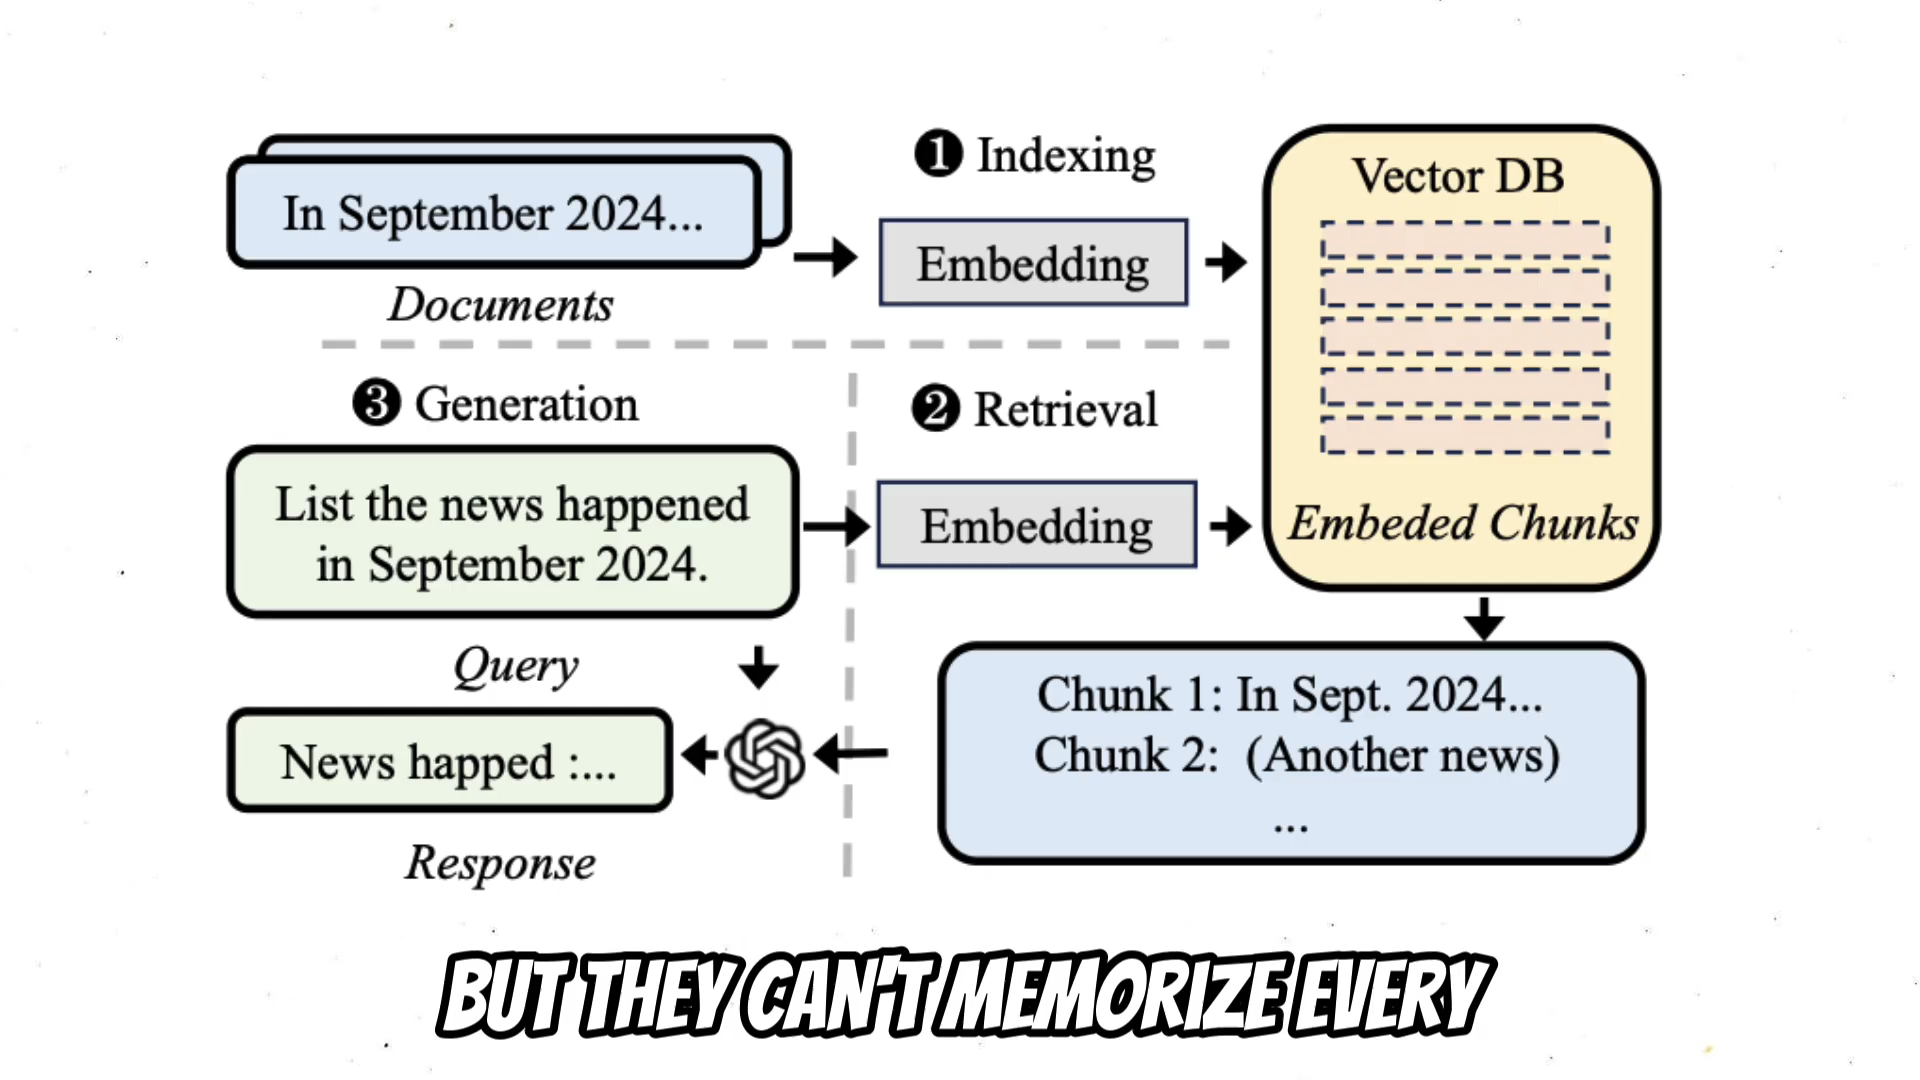 In September 2024...
Documents
❶ Indexing
Embedding
Vector DB
Embeded Chunks
❸ Generation
List the news happened
in September 2024.
Query
❷ Retrieval
Embedding
Chunk 1: In Sept. 2024...
Chunk 2: (Another news)
...
News happed :...
Response
BUT THEY CAN'T MEMORIZE EVERY